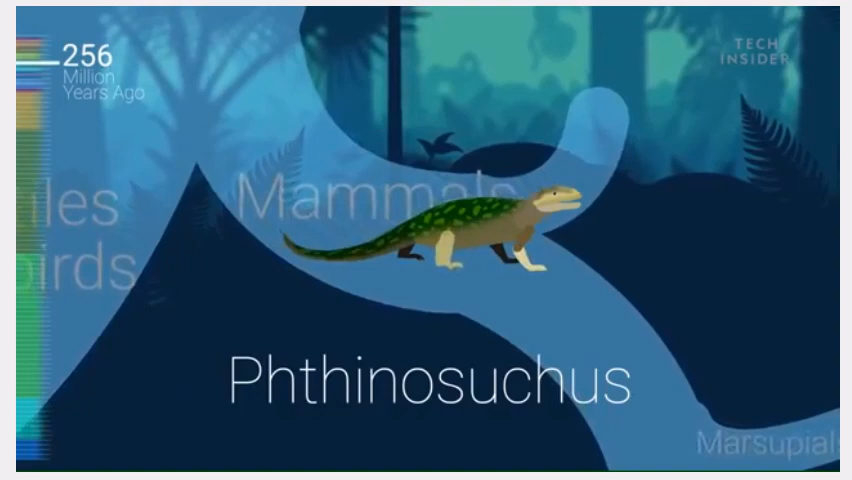 256
Million
Years Ago
TECH
INSIDER
Mammals
Phthinosuchus
Marsupials